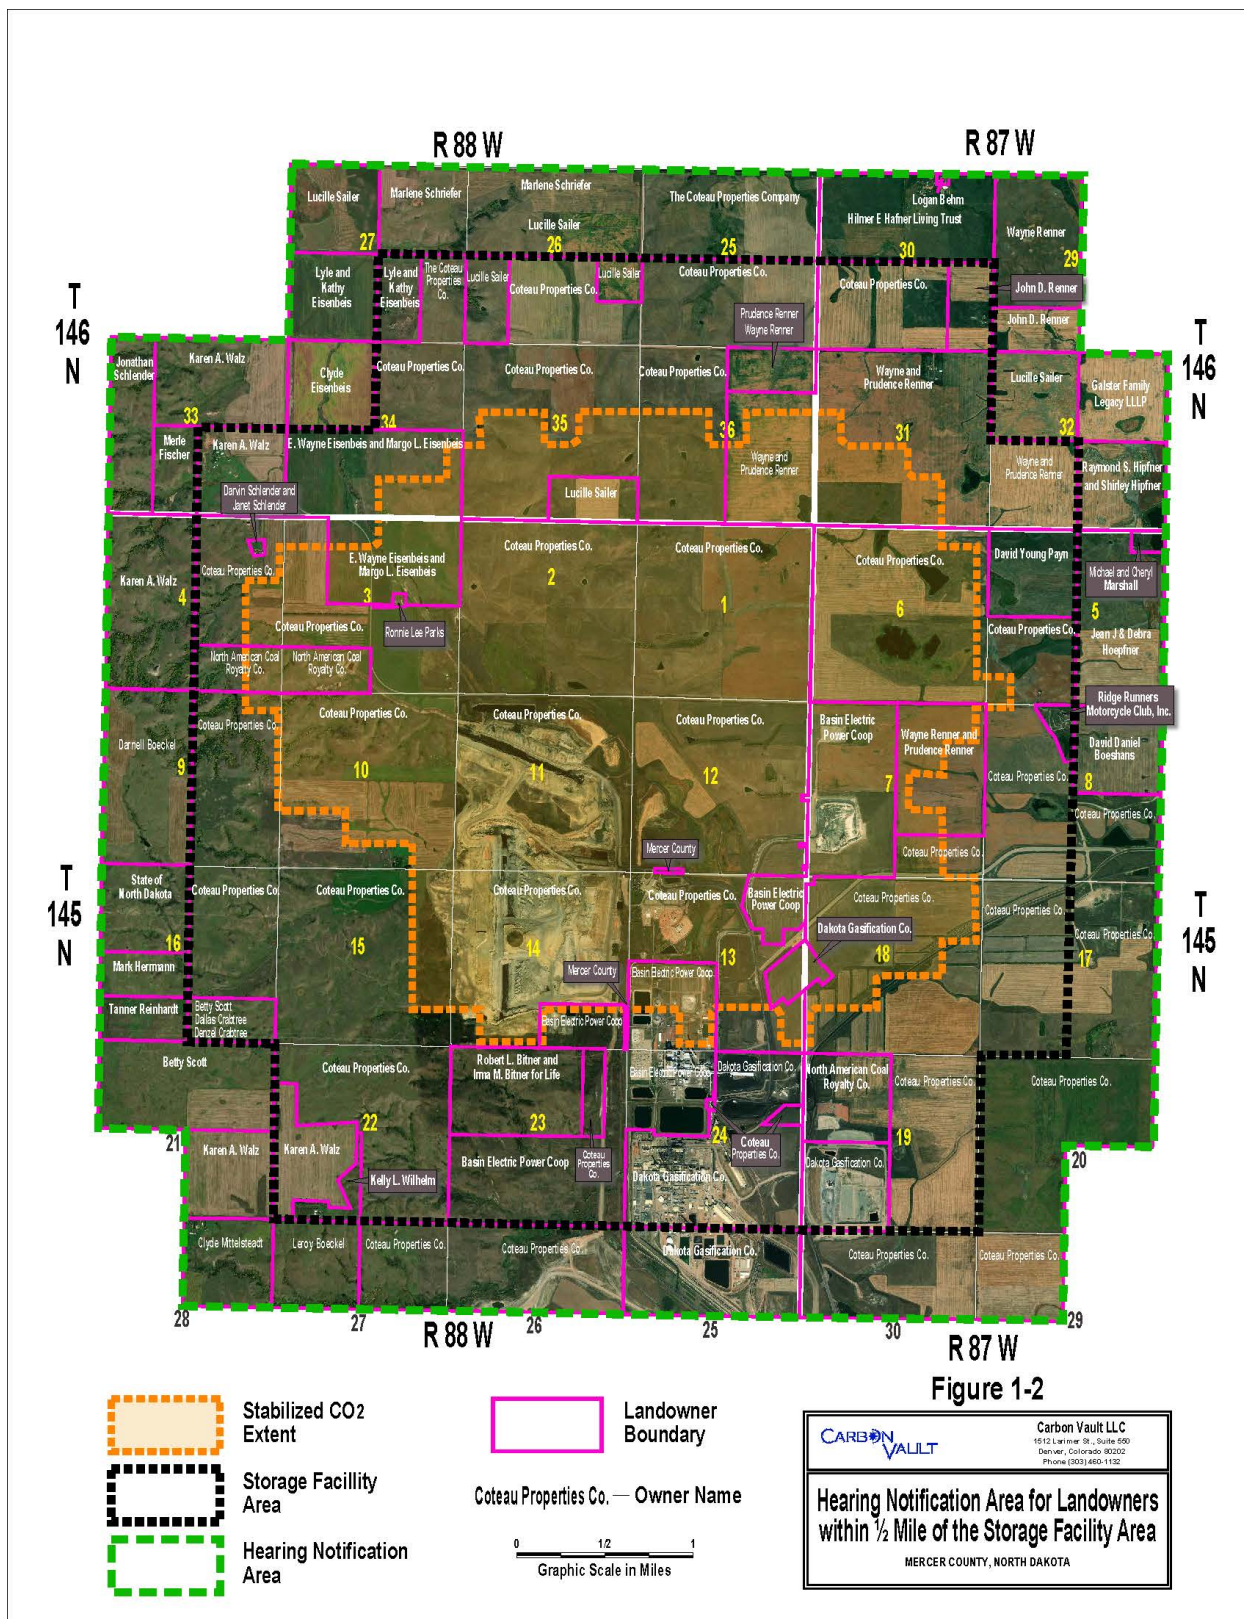 R 88 W
R 87 W
Lucille Sailer
27
Marlene Schriefer
Marlene Schriefer
Lucille Sailer
26
The Coteau Properties Company
25
Logan Behm
Hilmer E Hafner Living Trust
30
Wayne Renner
29
T
146
N
Lyle and
Kathy
Eisenbeis
Lyle and
Kathy
Eisenbeis
The Coteau
Properties
Co.
Lucille Sailer
Coteau Properties Co.
Lucille Sailer
Coteau Properties Co.
Coteau Properties Co.
John D. Renner
John D. Renner
Prudence Renner
Wayne Renner
T
146
N
Jonathan
Schlender
Karen A. Walz
33
Merle
Fischer
Karen A. Walz
Clyde
Eisenbeis
Coteau Properties Co.
34
Coteau Properties Co.
35
Coteau Properties Co.
36
Wayne and
Prudence Renner
31
Lucille Sailer
32
Galster Family
Legacy LLLP
E. Wayne Eisenbeis and Margo L. Eisenbeis
Wayne and
Prudence Renner
Wayne and
Prudence Renner
Raymond S. Hipfner
and Shirley Hipfner
Darvin Schlender and
Janet Schlender
Lucille Sailer
Karen A. Walz
4
Coteau Properties Co.
E. Wayne Eisenbeis and
Margo L. Eisenbeis
3
Coteau Properties Co.
2
Coteau Properties Co.
1
Coteau Properties Co.
6
David Young Payn
Michael and Cheryl
Marshall
5
Coteau Properties Co.
Ronnie Lee Parks
Coteau Properties Co.
Jean J & Debra
Hoepfner
North American Coal
Royalty Co.
North American Coal
Royalty Co.
Ridge Runners
Motorcycle Club, Inc.
Darnell Boeckel
9
Coteau Properties Co.
Coteau Properties Co.
10
Coteau Properties Co.
11
Coteau Properties Co.
12
Basin Electric
Power Coop
7
Wayne Renner and
Prudence Renner
Coteau Properties Co.
David Daniel
Boeshans
8
Coteau Properties Co.
Coteau Properties Co.
Mercer County
T
145
N
State of
North Dakota
16
Coteau Properties Co.
Coteau Properties Co.
15
Coteau Properties Co.
14
Coteau Properties Co.
13
Basin Electric
Power Coop
Coteau Properties Co.
18
Dakota Gasification Co.
Coteau Properties Co.
Coteau Properties Co.
17
T
145
N
Mark Herrmann
Tanner Reinhardt
Betty Scott
Dallas Crabtree
Denzel Crabtree
Mercer County
Basin Electric Power Coop
Basin Electric Power Coop
Betty Scott
21
Coteau Properties Co.
22
Robert L. Bitner and
Irma M. Bitner for Life
23
Basin Electric Power Coop
Dakota Gasification Co.
24
North American Coal
Royalty Co.
Coteau Properties Co.
19
Coteau Properties Co.
20
Karen A. Walz
Karen A. Walz
Kelly L. Wilhelm
Basin Electric Power Coop
Coteau
Properties
Co.
Coteau
Properties Co.
Dakota Gasification Co.
Dakota Gasification Co.
Clyde Mittelsteadt
Leroy Boeckel
Coteau Properties Co.
Coteau Properties Co.
Dakota Gasification Co.
Coteau Properties Co.
Coteau Properties Co.
28
27
26
25
30
29
R 88 W
R 87 W
Figure 1-2
Stabilized CO2
Extent
Storage Facillity
Area
Hearing Notification
Area
Landowner
Boundary
Coteau Properties Co. — Owner Name
0 1/2 1
Graphic Scale in Miles
CARBON
VAULT
Carbon Vault LLC
1512 Larimer St., Suite 550
Denver, Colorado 80202
Phone (303) 460-1132
Hearing Notification Area for Landowners
within ½ Mile of the Storage Facility Area
MERCER COUNTY, NORTH DAKOTA